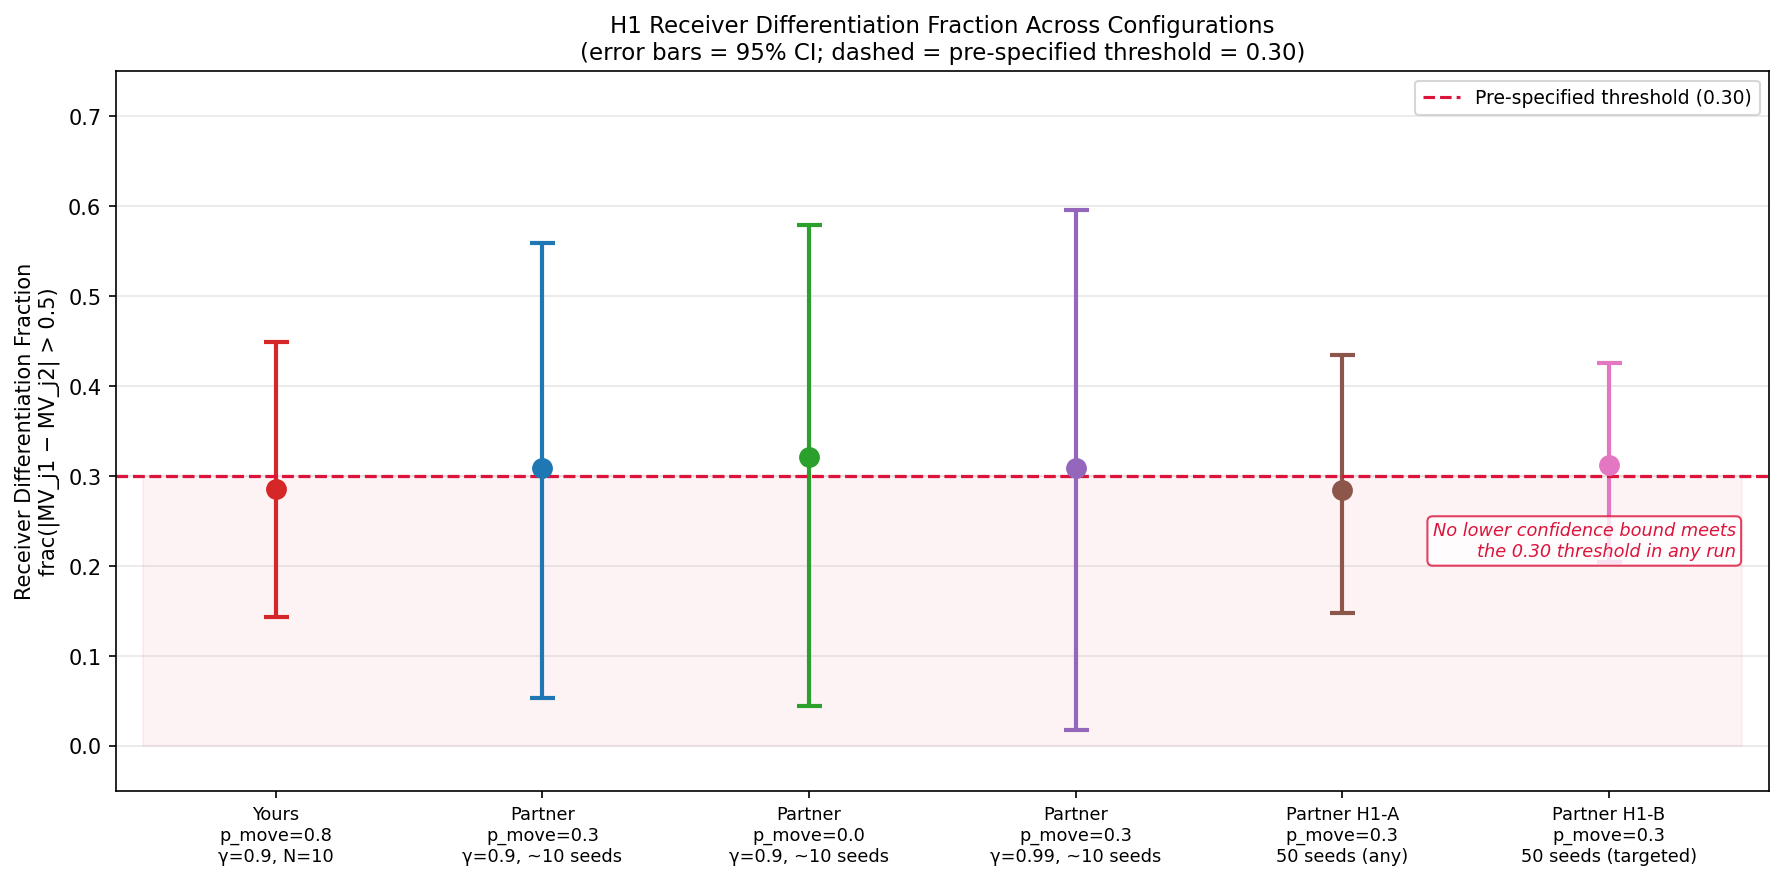 H1 Receiver Differentiation Fraction Across Configurations
(error bars = 95% CI; dashed = pre-specified threshold = 0.30)
Pre-specified threshold (0.30)
Receiver Differentiation Fraction
frac(|MV_j1 − MV_j2| > 0.5)
0.7
0.6
0.5
0.4
0.3
0.2
0.1
0.0
No lower confidence bound meets
the 0.30 threshold in any run
Yours
p_move=0.8
γ=0.9, N=10
Partner
p_move=0.3
γ=0.9, ~10 seeds
Partner
p_move=0.0
γ=0.9, ~10 seeds
Partner
p_move=0.3
γ=0.99, ~10 seeds
Partner H1-A
p_move=0.3
50 seeds (any)
Partner H1-B
p_move=0.3
50 seeds (targeted)